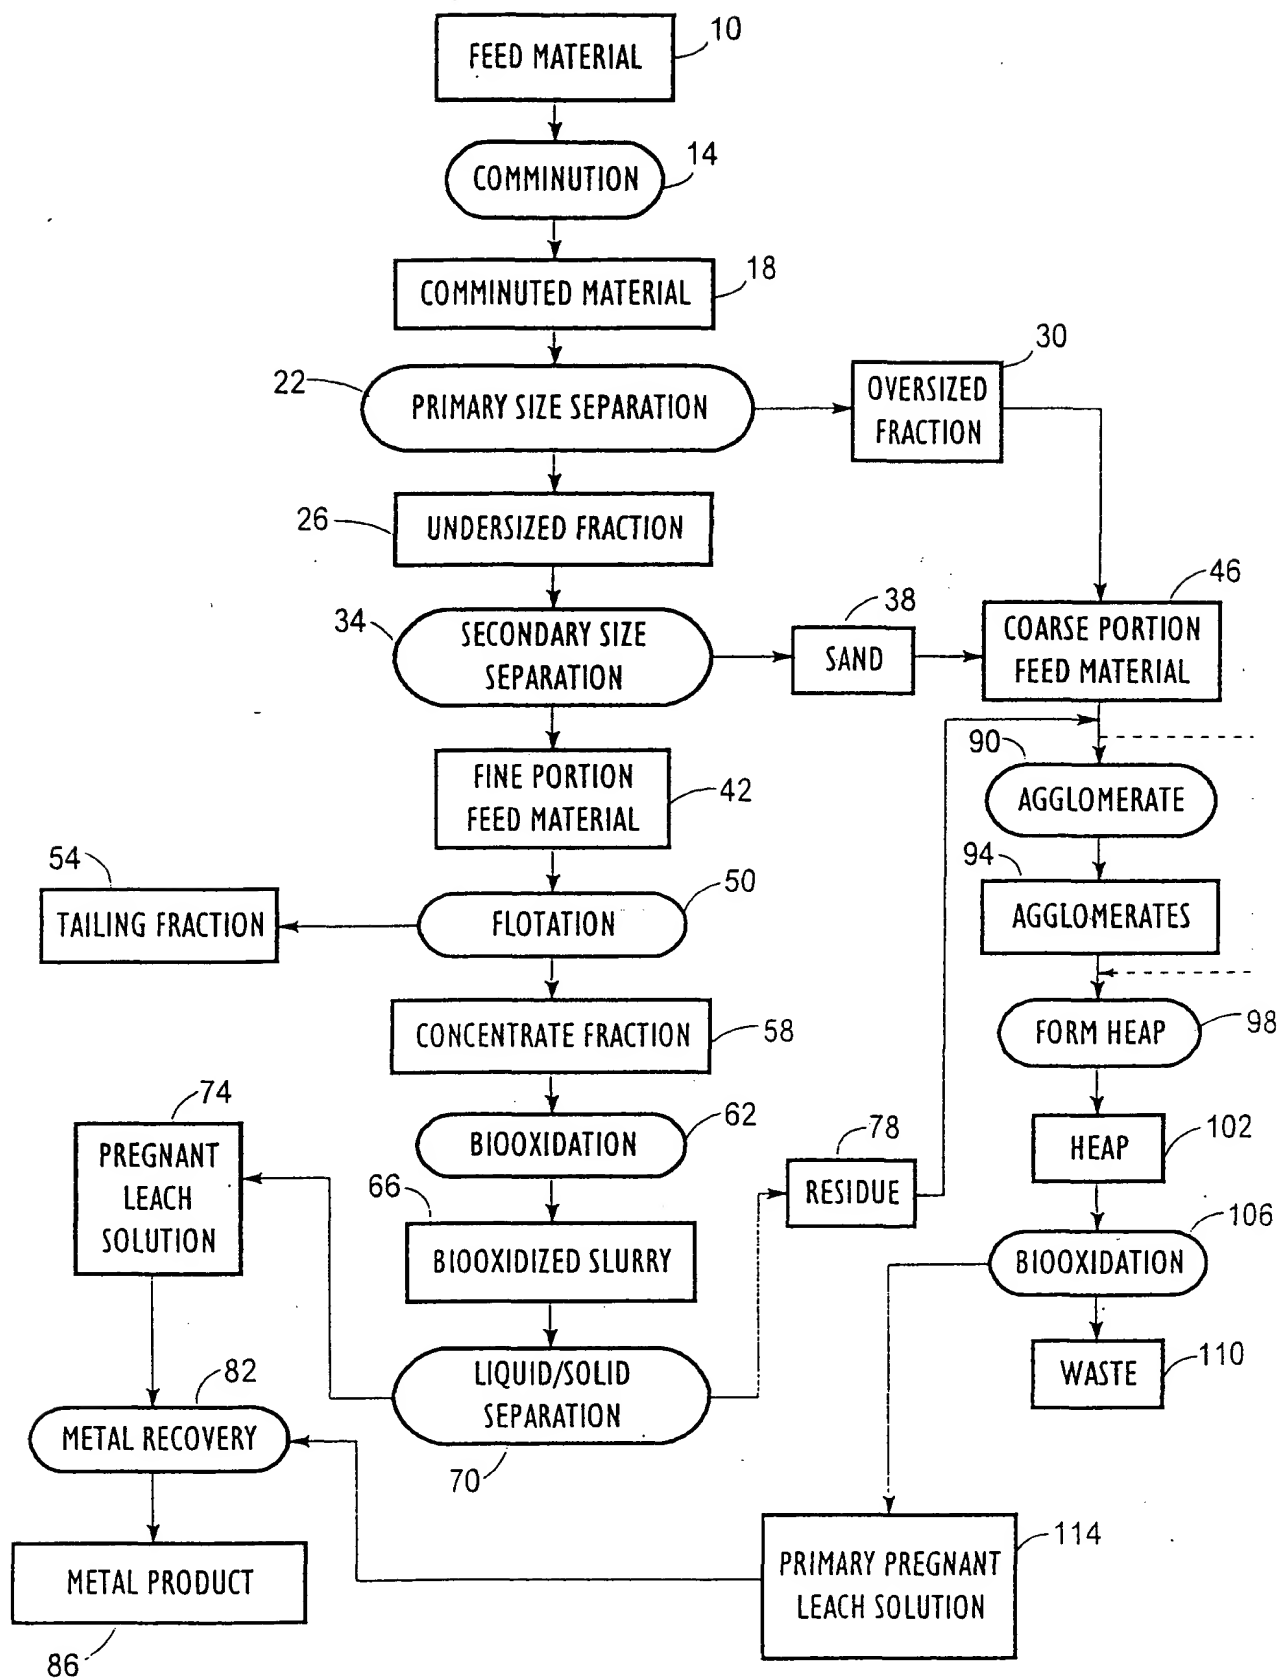 FEED MATERIAL
10
COMMINUTION
14
COMMINUTED MATERIAL
18
22
PRIMARY SIZE SEPARATION
30
OVERSIZED
FRACTION
26
UNDERSIZED FRACTION
34
SECONDARY SIZE
SEPARATION
38
SAND
46
COARSE PORTION
FEED MATERIAL
FINE PORTION
FEED MATERIAL
42
90
AGGLOMERATE
54
TAILING FRACTION
FLOTATION
50
94
AGGLOMERATES
CONCENTRATE FRACTION
58
FORM HEAP
98
74
PREGNANT
LEACH
SOLUTION
BIOOXIDATION
62
78
RESIDUE
HEAP
102
66
BIOOXIDIZED SLURRY
BIOOXIDATION
106
82
METAL RECOVERY
LIQUID/SOLID
SEPARATION
70
WASTE
110
METAL PRODUCT
86
PRIMARY PREGNANT
LEACH SOLUTION
114